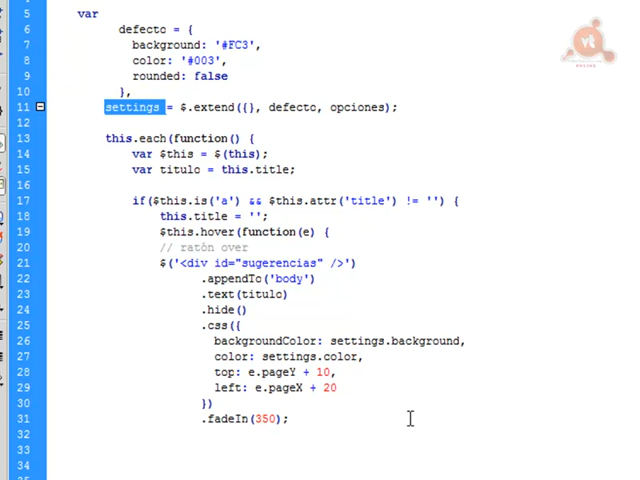 5 var
6 defecto = {
7 background: '#FC3',
8 color: '#003',
9 rounded: false
10 },
11 settings = $.extend({}, defecto, opciones);
12
13 this.each(function() {
14 var $this = $(this);
15 var titulo = this.title;
16
17 if($this.is('a') && $this.attr('title') != '') {
18 this.title = '';
19 $this.hover(function(e) {
20 // ratòn over
21 $('<div id="sugerencias" />')
22 .appendTo('body')
23 .text(titulo)
24 .hide()
25 .css({
26 backgroundColor: settings.background,
27 color: settings.color,
28 top: e.pageY + 10,
29 left: e.pageX + 20
30 })
31 .fadeIn(350);
32
33
34
35